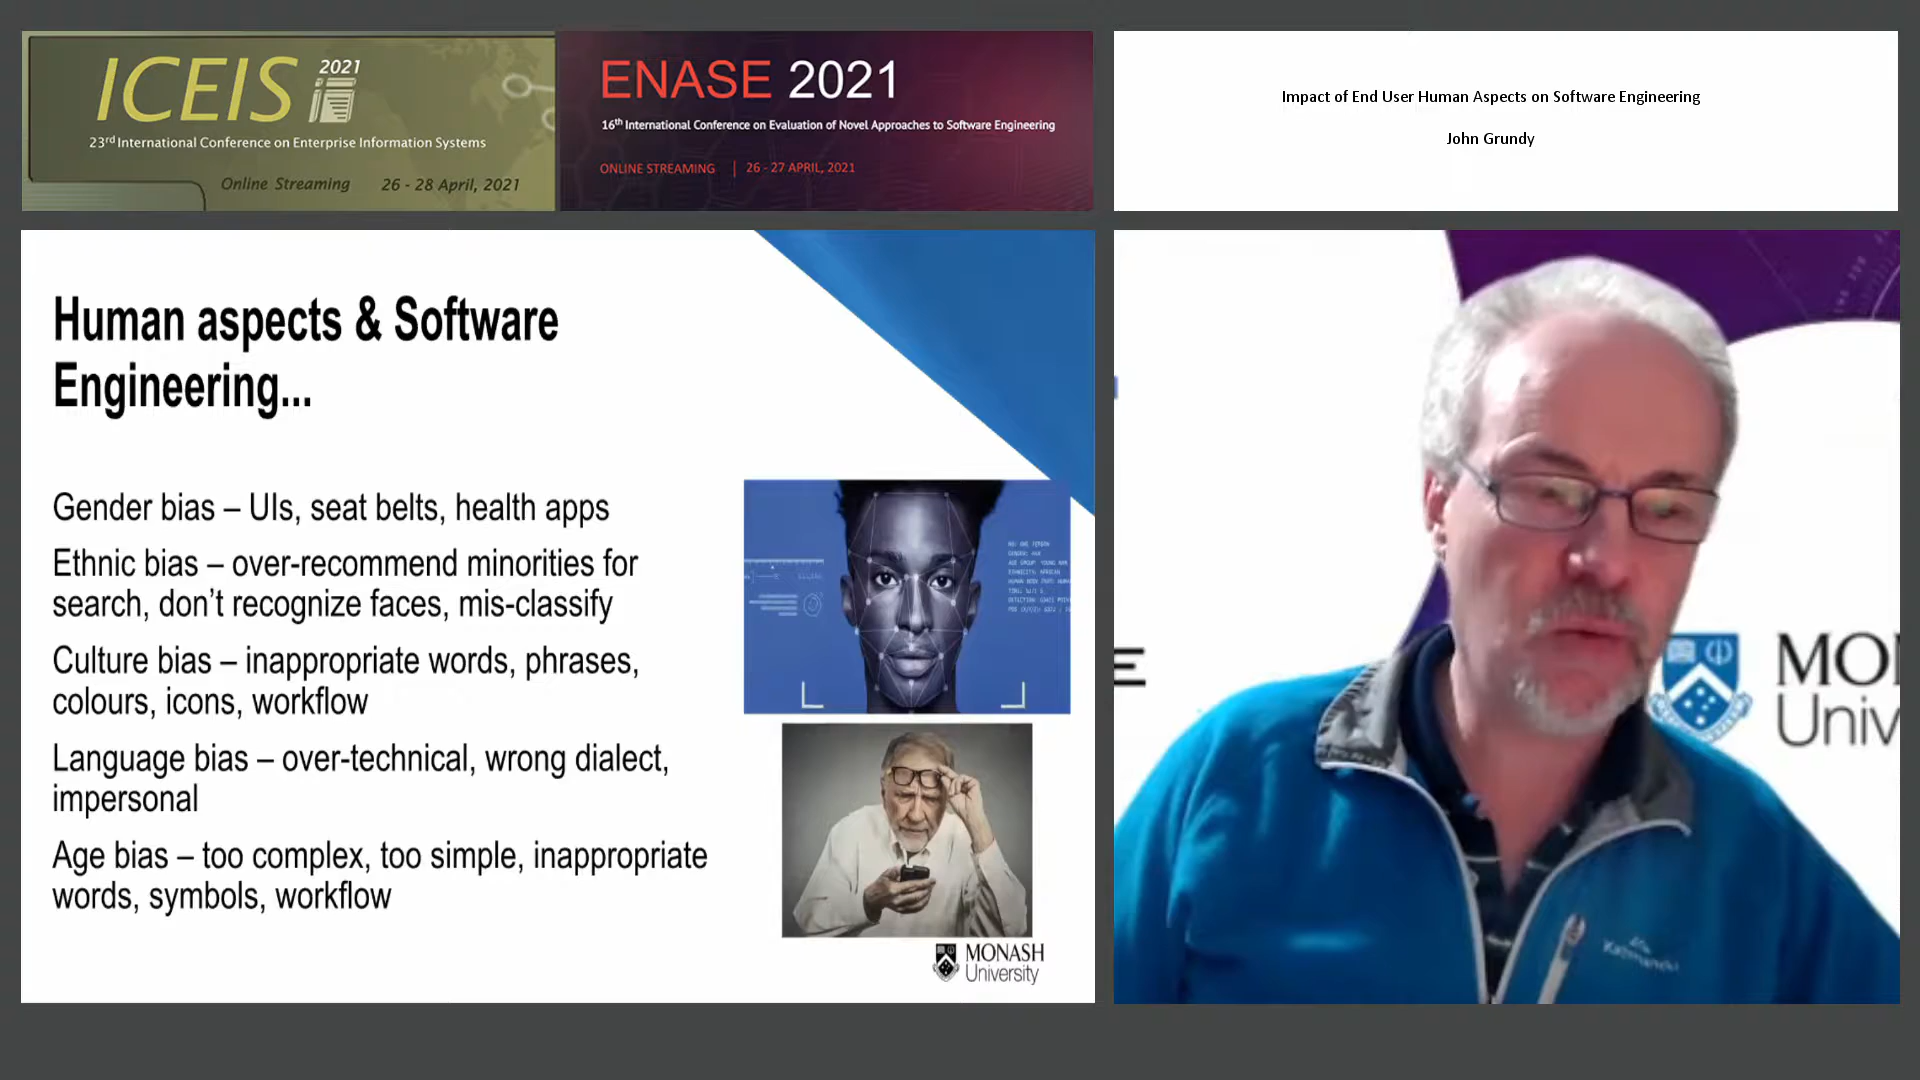 ICEIS 2021
23rd International Conference on Enterprise Information Systems
Online Streaming 26 - 28 April, 2021
ENASE 2021
16th International Conference on Evaluation of Novel Approaches to Software Engineering
ONLINE STREAMING | 26 - 27 APRIL, 2021
Impact of End User Human Aspects on Software Engineering
John Grundy
Human aspects & Software
Engineering...
Gender bias – UIs, seat belts, health apps
Ethnic bias – over-recommend minorities for
search, don't recognize faces, mis-classify
Culture bias – inappropriate words, phrases,
colours, icons, workflow
Language bias – over-technical, wrong dialect,
impersonal
Age bias – too complex, too simple, inappropriate
words, symbols, workflow
MONASH
University
E
MO
Univ